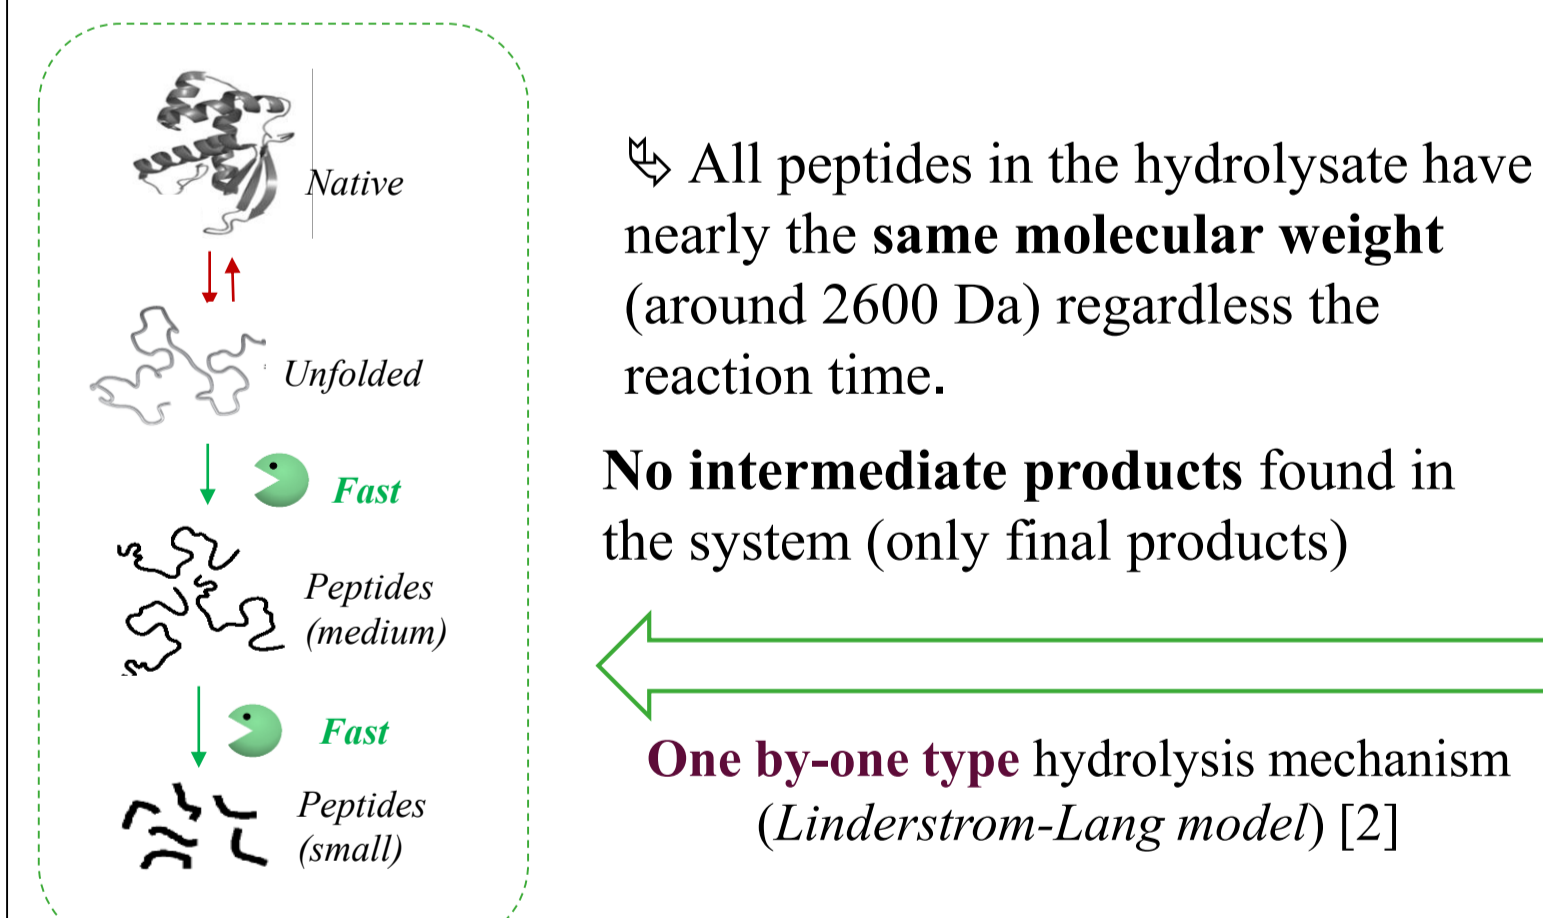 Native
Unfolded
Fast
Peptides
(medium)
Fast
Peptides
(small)
All peptides in the hydrolysate have
nearly the same molecular weight
(around 2600 Da) regardless the
reaction time.
No intermediate products found in
the system (only final products)
One by-one type hydrolysis mechanism
(Linderstrom-Lang model) [2]